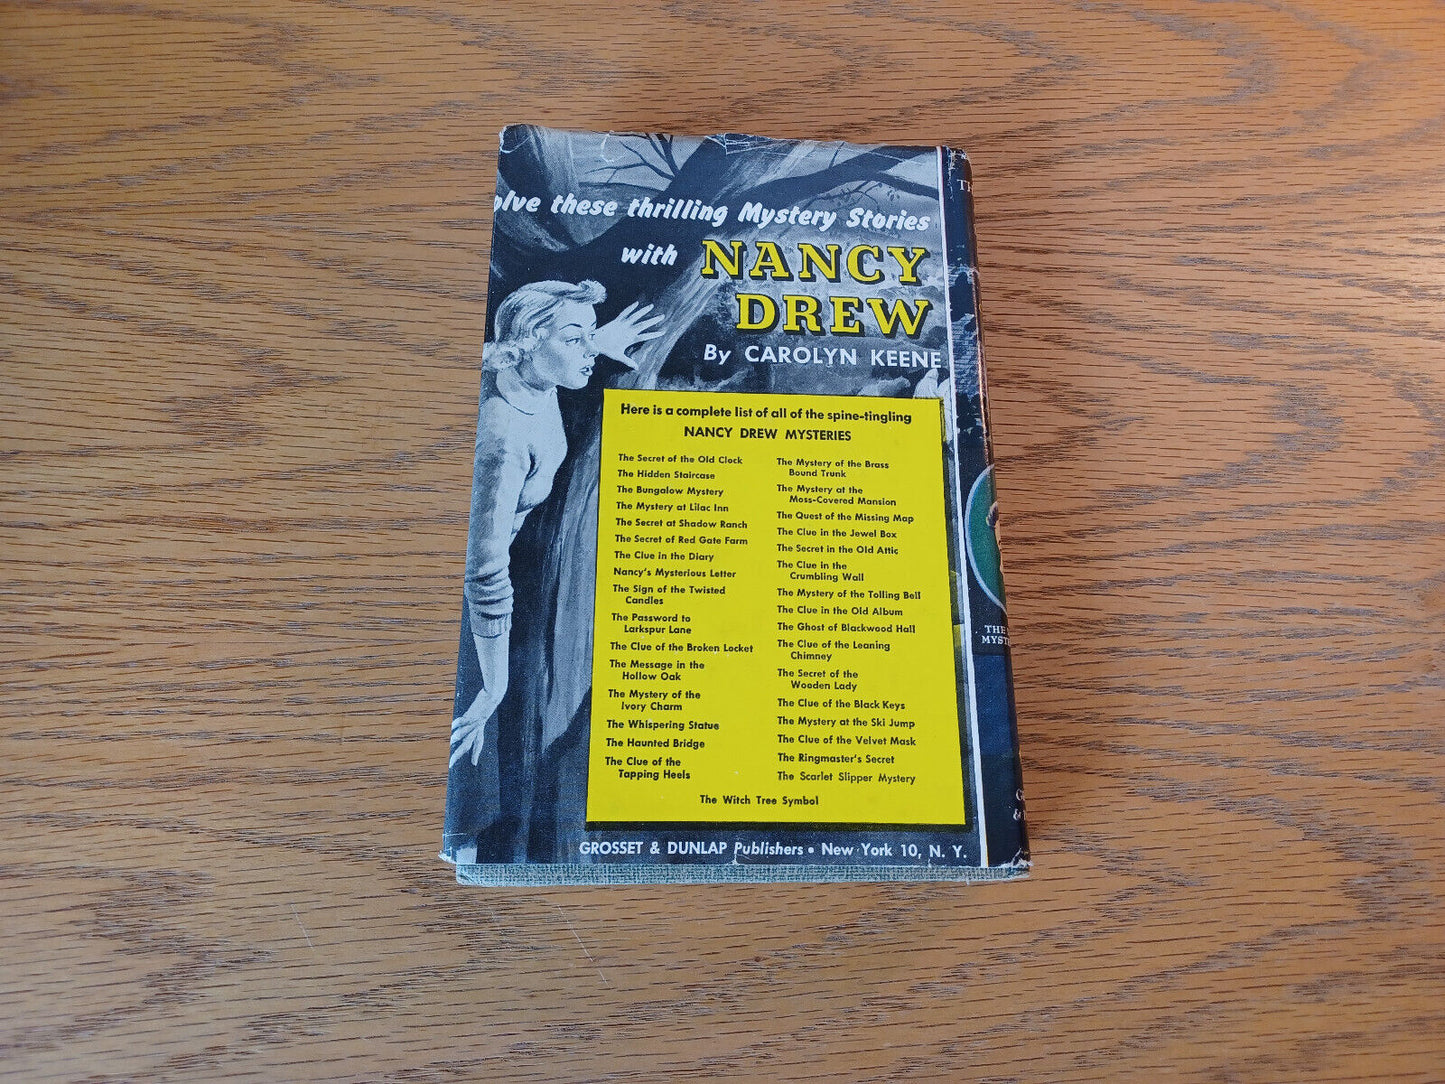 olve these thrilling Mystery Stories
with NANCY
DREW
By CAROLYN KEENE
Here is a complete list of all of the spine-tingling
NANCY DREW MYSTERIES
The Secret of the Old Clock
The Hidden Staircase
The Bungalow Mystery
The Mystery at Lilac Inn
The Secret at Shadow Ranch
The Secret of Red Gate Farm
The Clue in the Diary
Nancy's Mysterious Letter
The Sign of the Twisted
Candles
The Password to
Larkspur Lane
The Clue of the Broken Locket
The Message in the
Hollow Oak
The Mystery of the
Ivory Charm
The Whispering Statue
The Haunted Bridge
The Clue of the
Tapping Heels
The Mystery of the Brass
Bound Trunk
The Mystery at the
Moss-Covered Mansion
The Quest of the Missing Map
The Clue in the Jewel Box
The Secret in the Old Attic
The Clue in the
Crumbling Wall
The Mystery of the Tolling Bell
The Clue in the Old Album
The Ghost of Blackwood Hall
The Clue of the Leaning
Chimney
The Secret of the
Wooden Lady
The Clue of the Black Keys
The Mystery at the Ski Jump
The Clue of the Velvet Mask
The Ringmaster's Secret
The Scarlet Slipper Mystery
The Witch Tree Symbol
GROSSET & DUNLAP Publishers • New York 10, N. Y.
THE
MYST